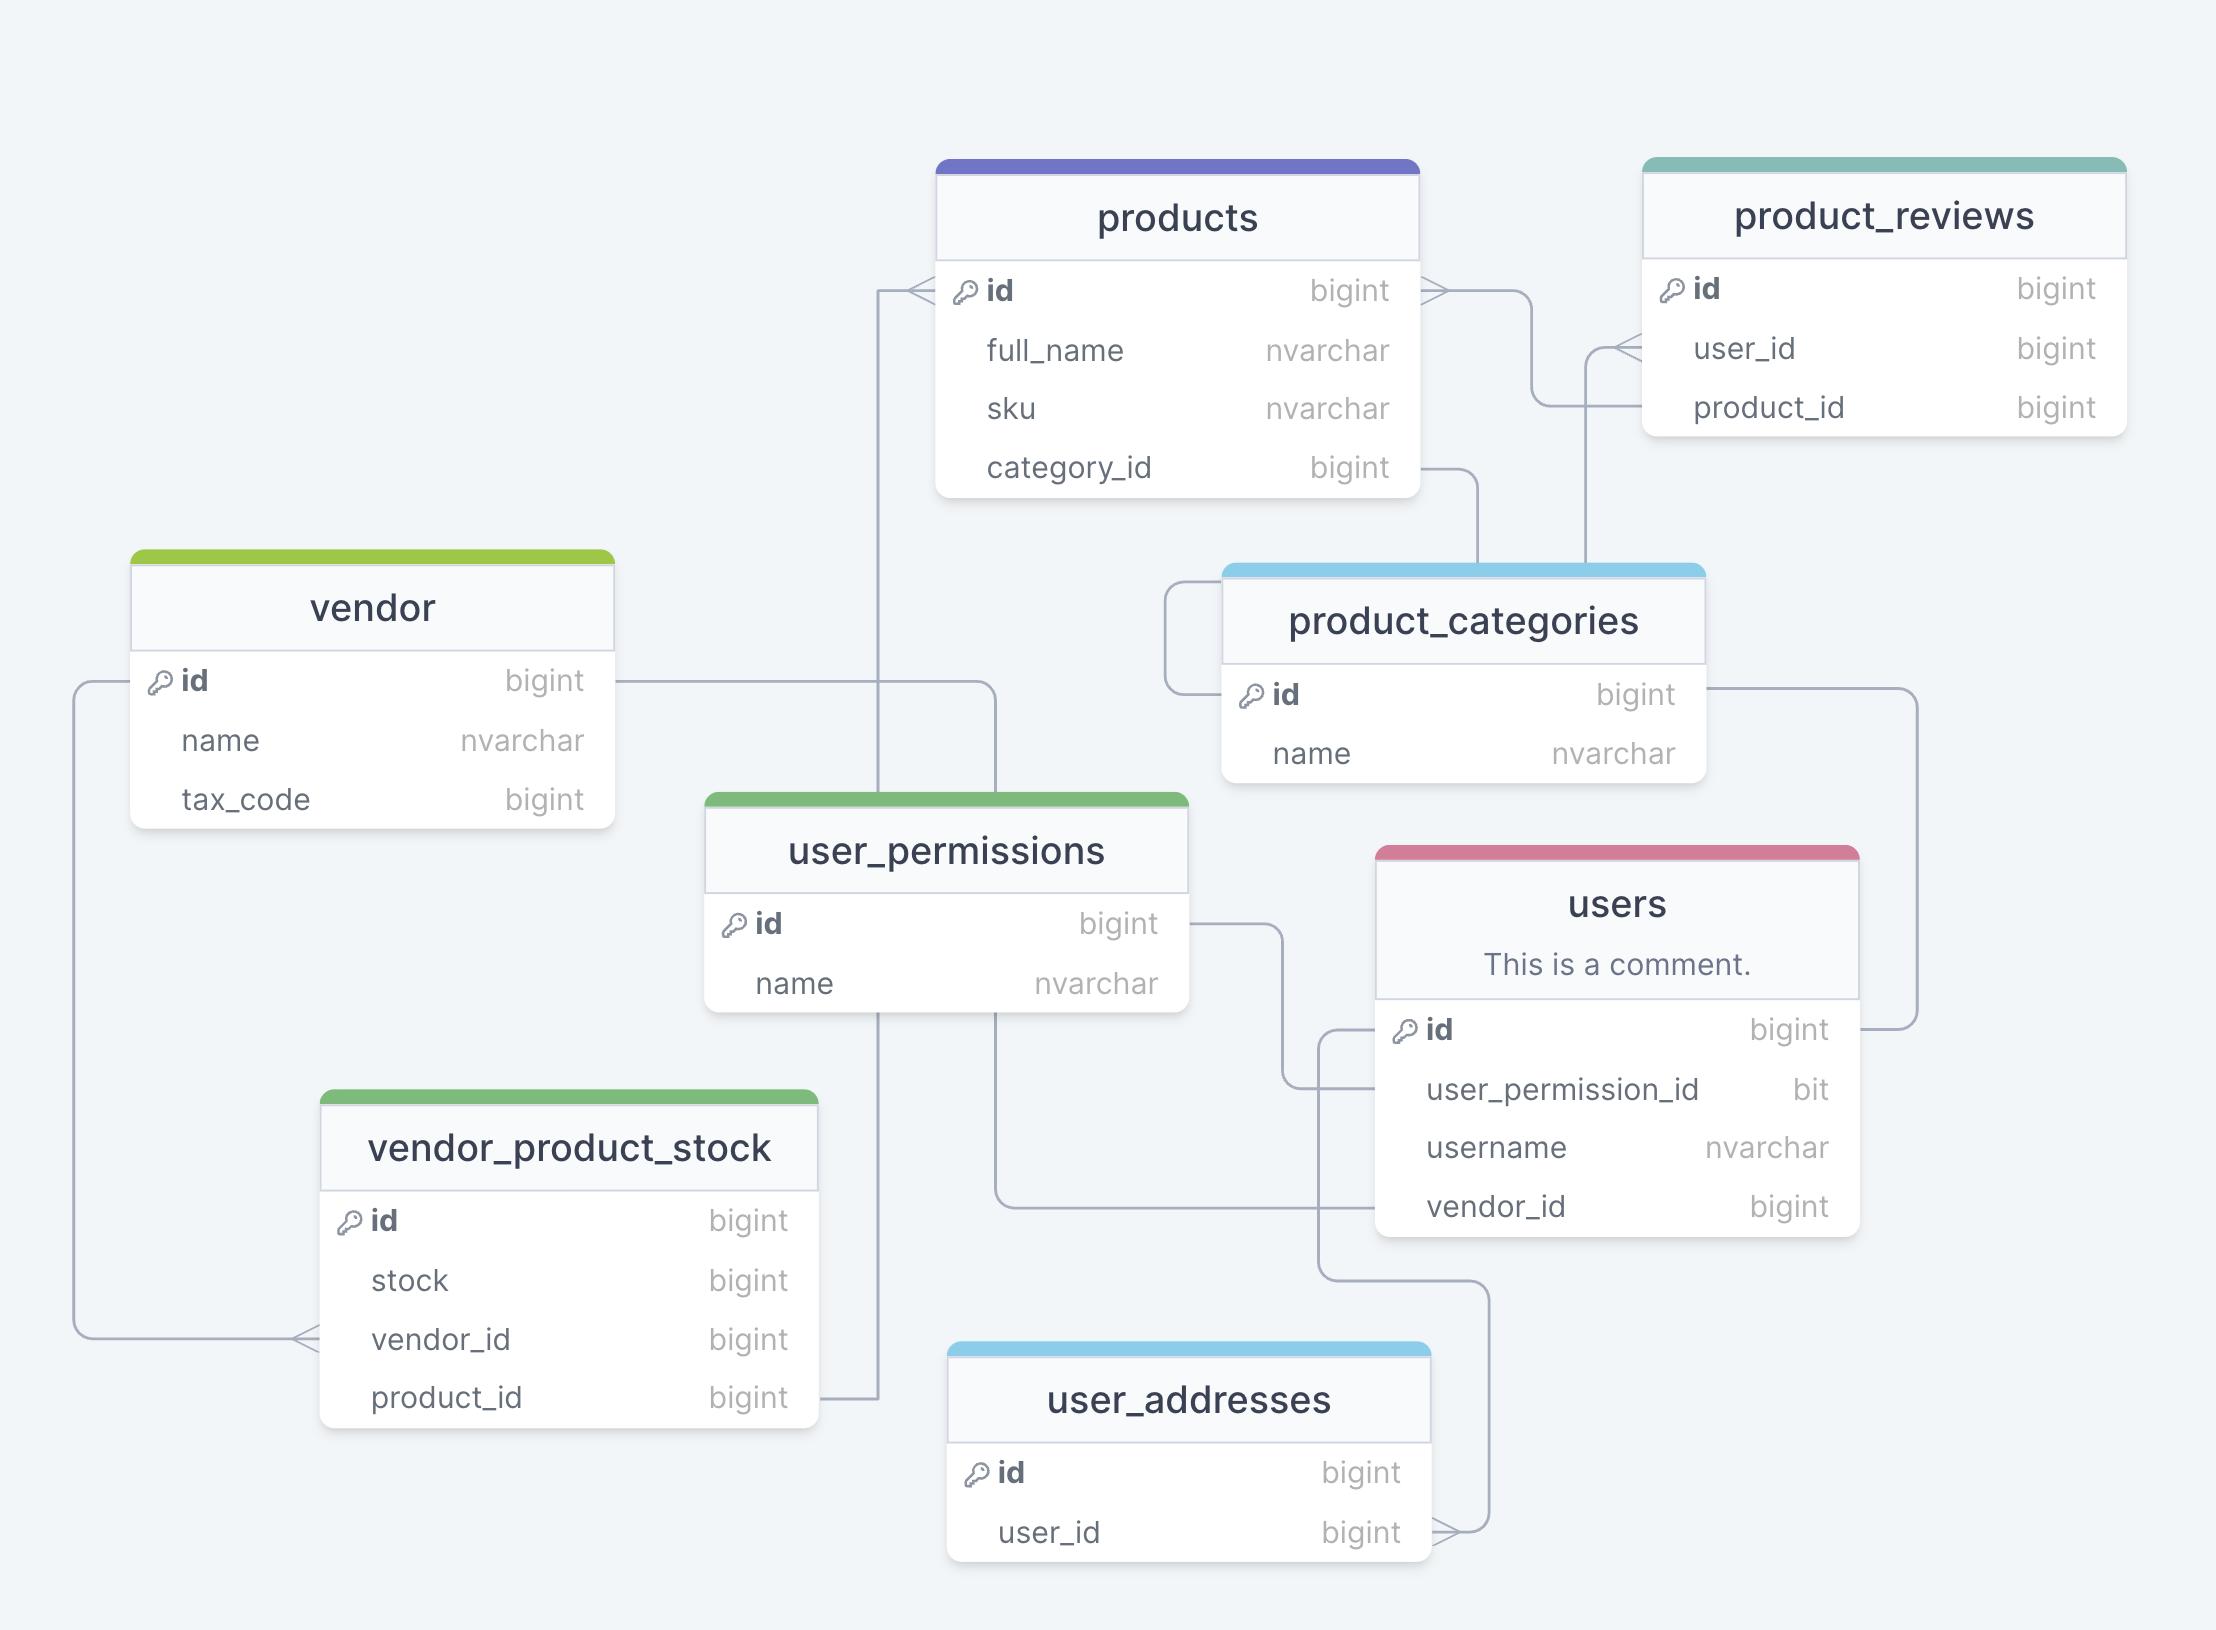 products
id bigint
full_name nvarchar
sku nvarchar
category_id bigint
product_reviews
id bigint
user_id bigint
product_id bigint
vendor
id bigint
name nvarchar
tax_code bigint
product_categories
id bigint
name nvarchar
user_permissions
id bigint
name nvarchar
users
This is a comment.
id bigint
user_permission_id bit
username nvarchar
vendor_id bigint
vendor_product_stock
id bigint
stock bigint
vendor_id bigint
product_id bigint
user_addresses
id bigint
user_id bigint